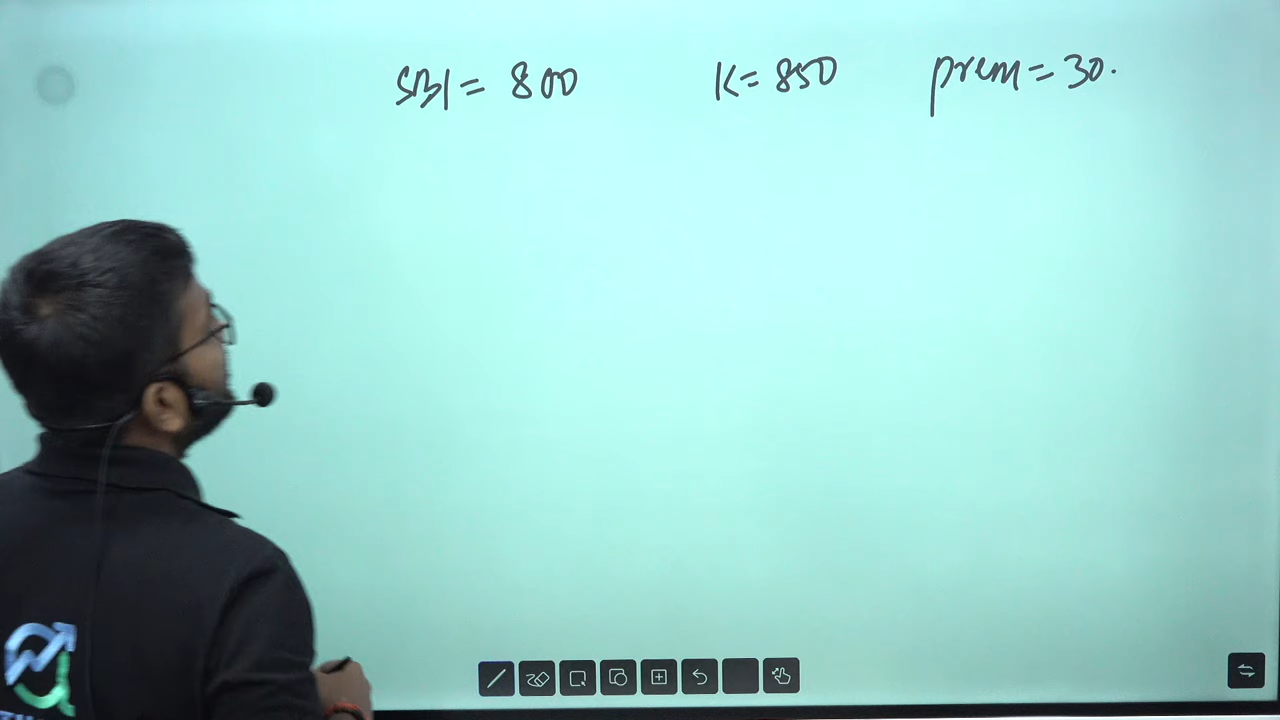 SBI = 800 K = 850 prem = 30.